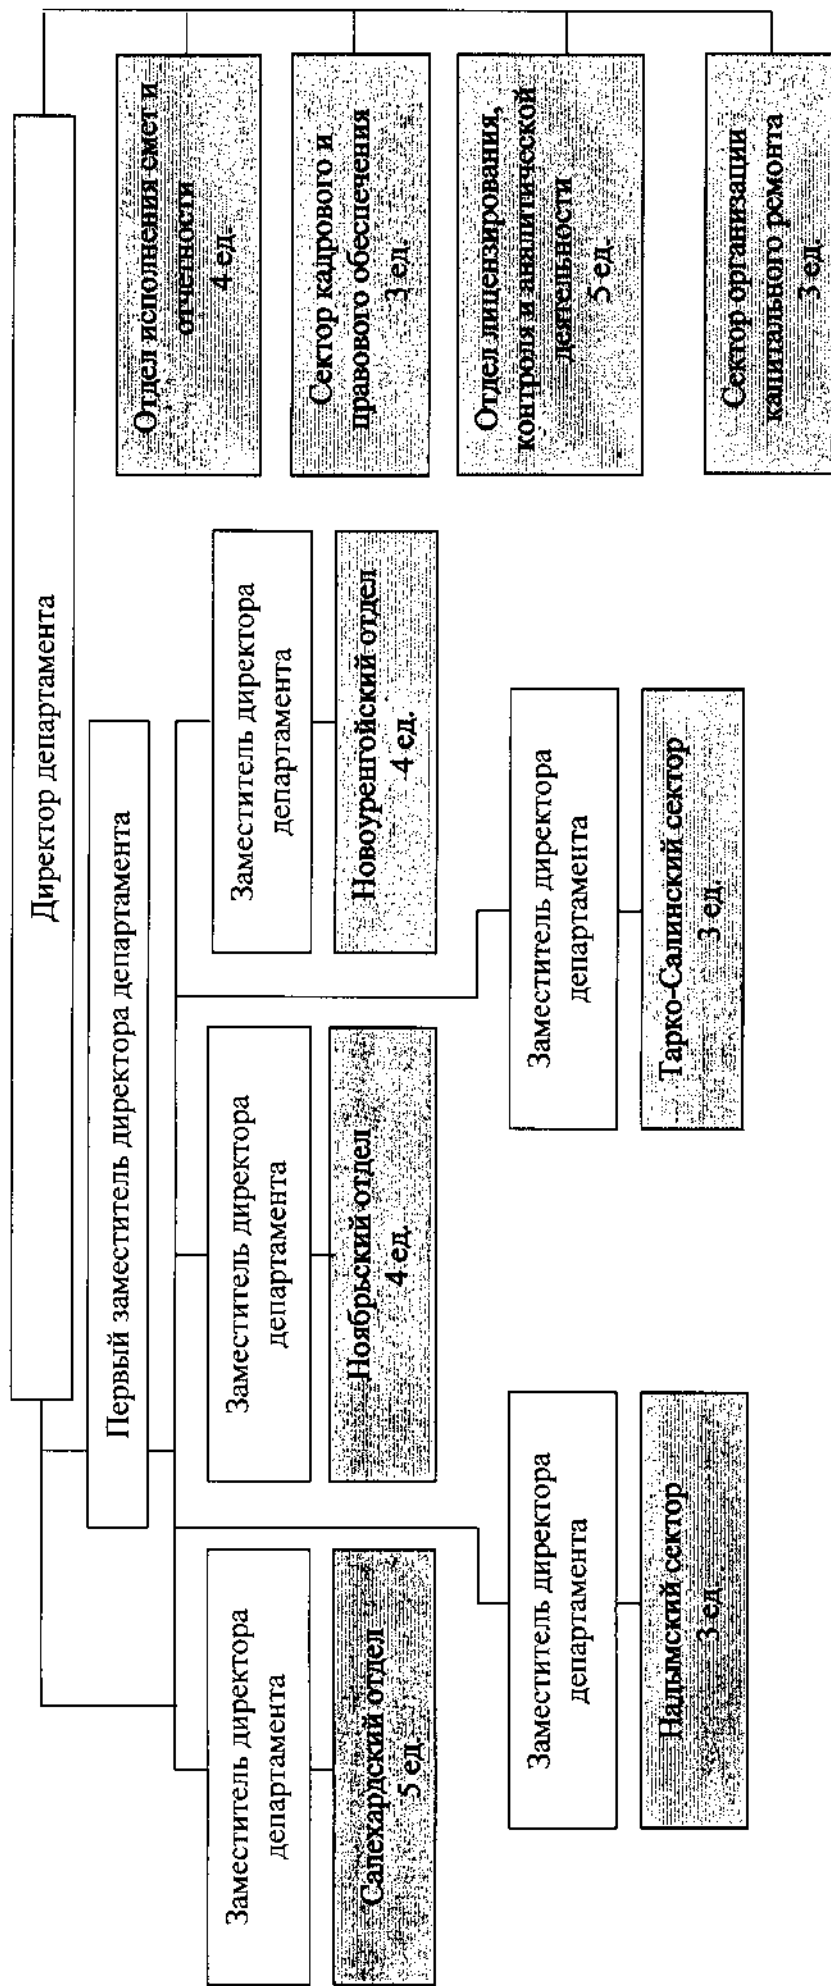 Директор департамента
Первый заместитель директора департамента
Заместитель директора
департамента
Салехардский отдел
5 ед.
Заместитель директора
департамента
Ноябрьский отдел
4 ед.
Заместитель директора
департамента
Новоуренгойский отдел
4 ед.
Заместитель директора
департамента
Надымский сектор
3 ед.
Заместитель директора
департамента
Тарко-Салинский сектор
3 ед.
Отдел исполнения смет и
отчетности
4 ед.
Сектор кадрового и
правового обеспечения
3 ед.
Отдел лицензирования,
контроля и аналитической
деятельности
5 ед.
Сектор организации
капитального ремонта
3 ед.